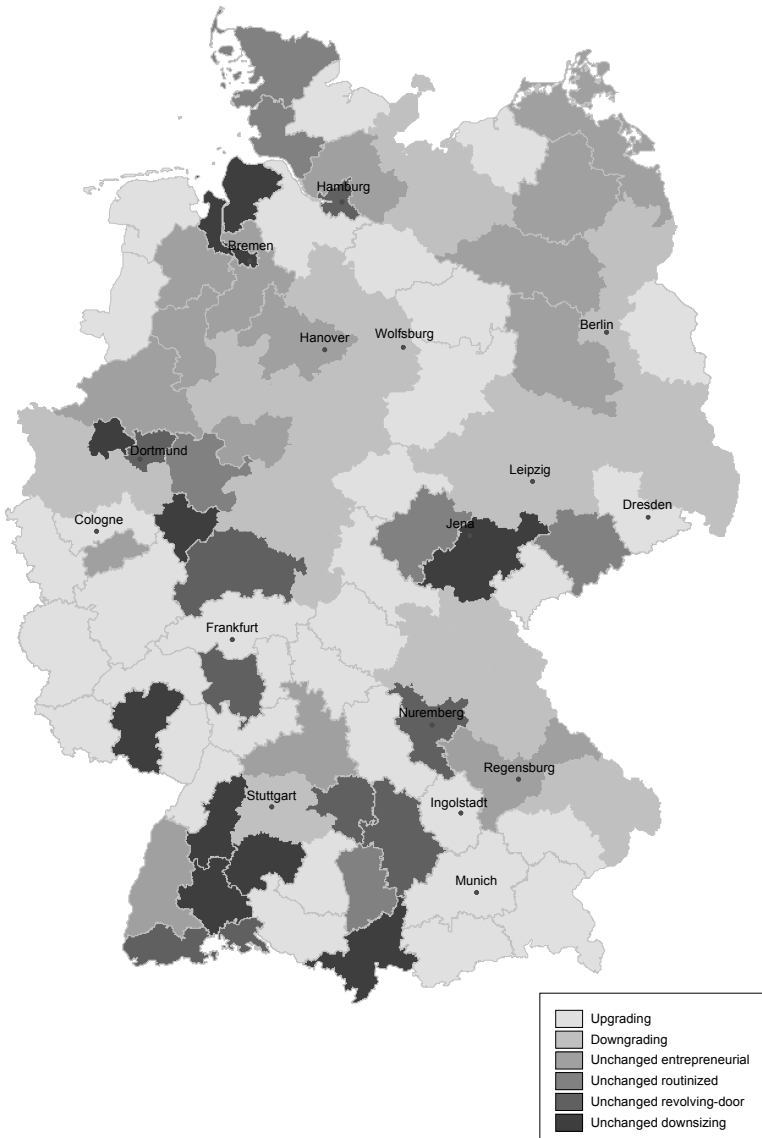 Hamburg
Bremen
Hanover
Wolfsburg
Berlin
Dortmund
Leipzig
Cologne
Dresden
Jena
Frankfurt
Nuremberg
Regensburg
Stuttgart
Ingolstadt
Munich
Upgrading
Downgrading
Unchanged entrepreneurial
Unchanged routinized
Unchanged revolving-door
Unchanged downsizing